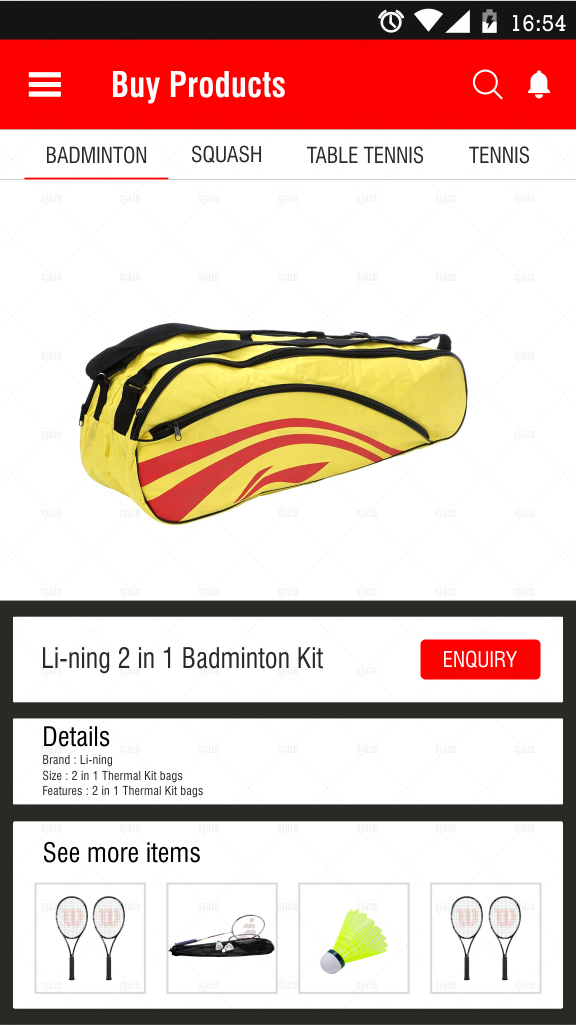 16:54
Buy Products
BADMINTON SQUASH TABLE TENNIS TENNIS
Li-ning 2 in 1 Badminton Kit
ENQUIRY
Details
Brand : Li-ning
Size : 2 in 1 Thermal Kit bags
Features : 2 in 1 Thermal Kit bags
See more items
W W W W
sjain